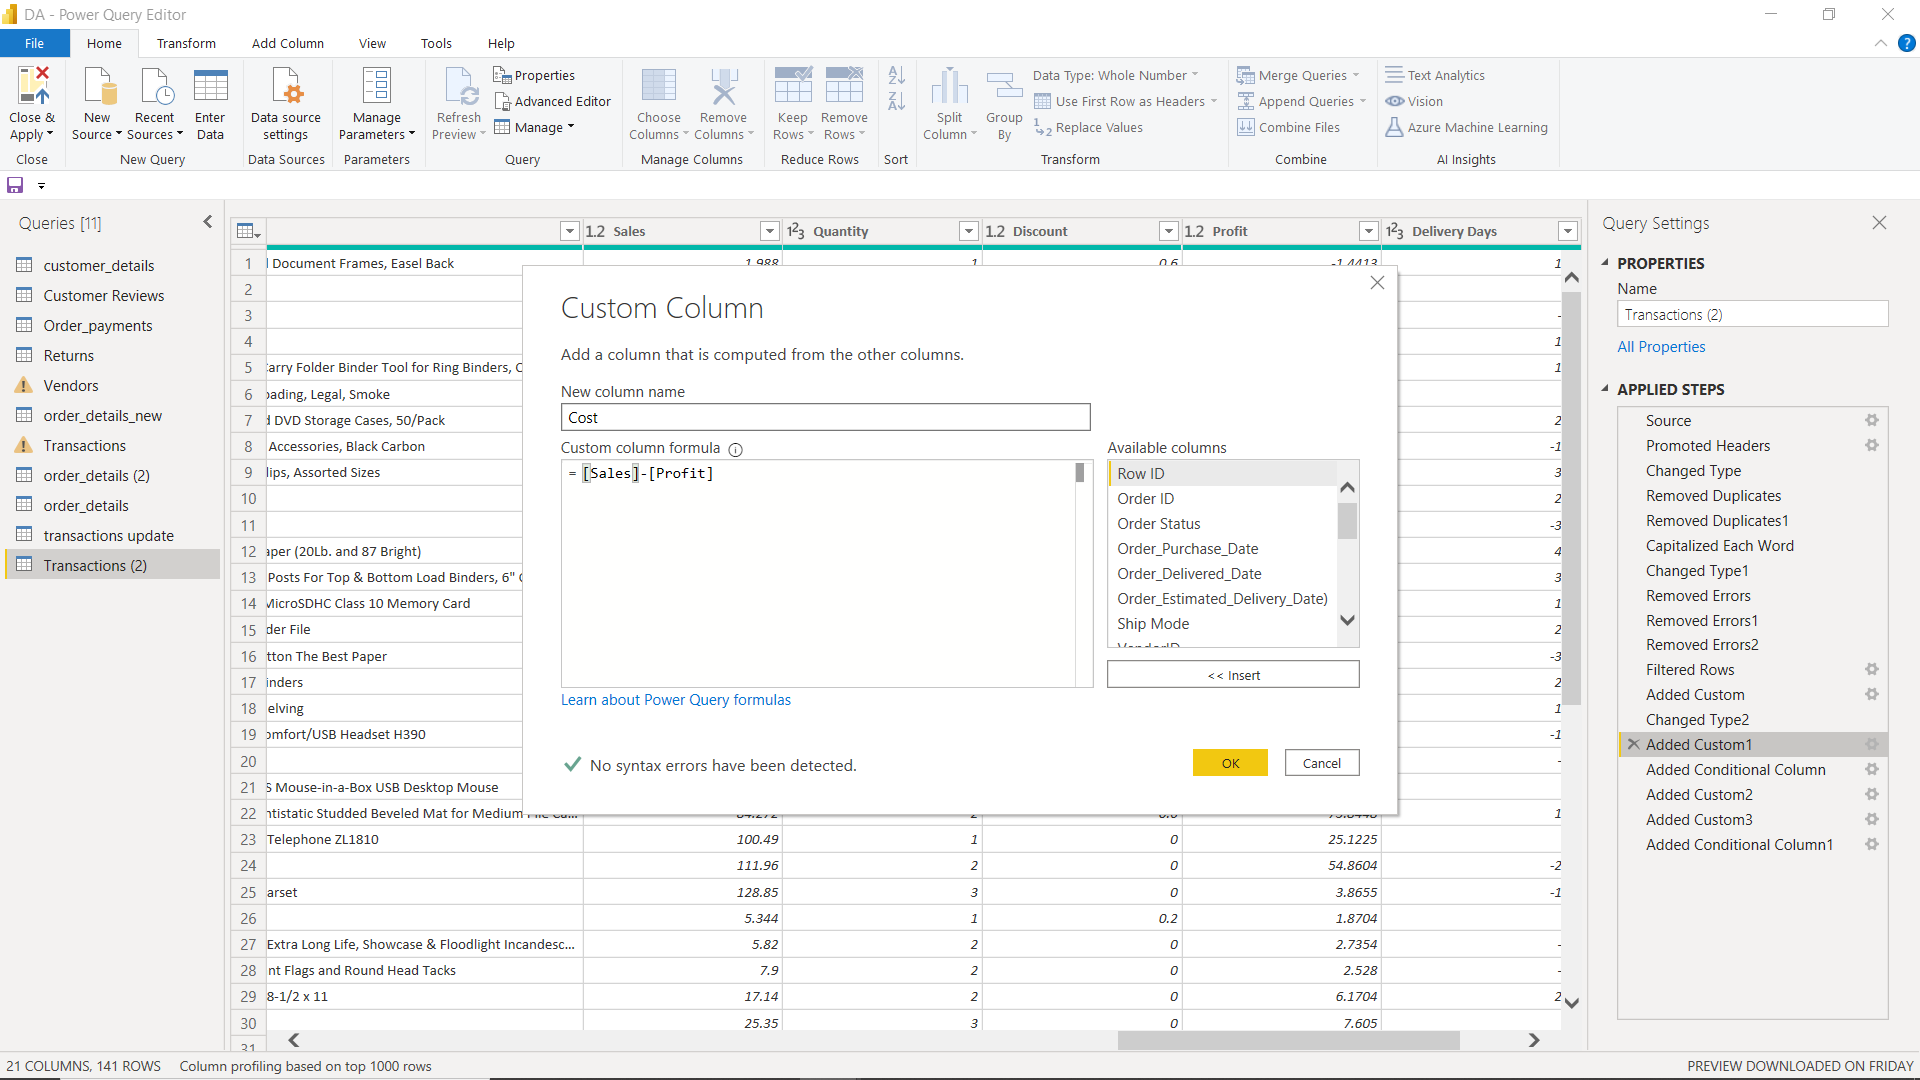 DA - Power Query Editor
File
Home
Transform
Add Column
View
Tools
Help
Close &
Apply
Close
New
Source
Recent
Sources
Enter
Data
New Query
Data source
settings
Data Sources
Manage
Parameters
Parameters
Refresh
Preview
Properties
Advanced Editor
Manage
Query
Choose
Columns
Remove
Columns
Manage Columns
Keep
Rows
Remove
Rows
Reduce Rows
Sort
Split
Column
Group
By
Data Type: Whole Number
Use First Row as Headers
Replace Values
Transform
Merge Queries
Append Queries
Combine Files
Combine
Text Analytics
Vision
Azure Machine Learning
AI Insights
Queries [11]
customer_details
Customer Reviews
Order_payments
Returns
Vendors
order_details_new
Transactions
order_details (2)
order_details
transactions update
Transactions (2)
1.2 Sales
1²3 Quantity
1.2 Discount
1.2 Profit
1²3 Delivery Days
1 Document Frames, Easel Back 1.988 1 0.6 -1.4413 1
2
3 -
4 1
5 Carry Folder Binder Tool for Ring Binders, 1
6 oading, Legal, Smoke
7 d DVD Storage Cases, 50/Pack 2
8 Accessories, Black Carbon -1
9 lips, Assorted Sizes 3
10 2
11 -3
12 aper (20Lb. and 87 Bright) 4
13 Posts For Top & Bottom Load Binders, 6" 3
14 MicroSDHC Class 10 Memory Card 1
15 der File 2
16 tton The Best Paper -3
17 inders 2
18 elving 1
19 omfort/USB Headset H390 -1
20 -
21 S Mouse-in-a-Box USB Desktop Mouse
22 ntistatic Studded Beveled Mat for Medium 1
23 Telephone ZL1810 100.49 1 0 25.1225
24 111.96 2 0 54.8604 -2
25 arset 128.85 3 0 3.8655 -1
26 5.344 1 0.2 1.8704
27 Extra Long Life, Showcase & Floodlight Incandesc... 5.82 2 0 2.7354 -
28 nt Flags and Round Head Tacks 7.9 2 0 2.528 -
29 8-1/2 x 11 17.14 2 0 6.1704 2
30 25.35 3 0 7.605
31
Custom Column
Add a column that is computed from the other columns.
New column name
Cost
Custom column formula
= [Sales]-[Profit]
Available columns
Row ID
Order ID
Order Status
Order_Purchase_Date
Order_Delivered_Date
Order_Estimated_Delivery_Date)
Ship Mode
VendorID
<< Insert
Learn about Power Query formulas
No syntax errors have been detected.
OK
Cancel
Query Settings
PROPERTIES
Name
Transactions (2)
All Properties
APPLIED STEPS
Source
Promoted Headers
Changed Type
Removed Duplicates
Removed Duplicates1
Capitalized Each Word
Changed Type1
Removed Errors
Removed Errors1
Removed Errors2
Filtered Rows
Added Custom
Changed Type2
Added Custom1
Added Conditional Column
Added Custom2
Added Custom3
Added Conditional Column1
21 COLUMNS, 141 ROWS
Column profiling based on top 1000 rows
PREVIEW DOWNLOADED ON FRIDAY